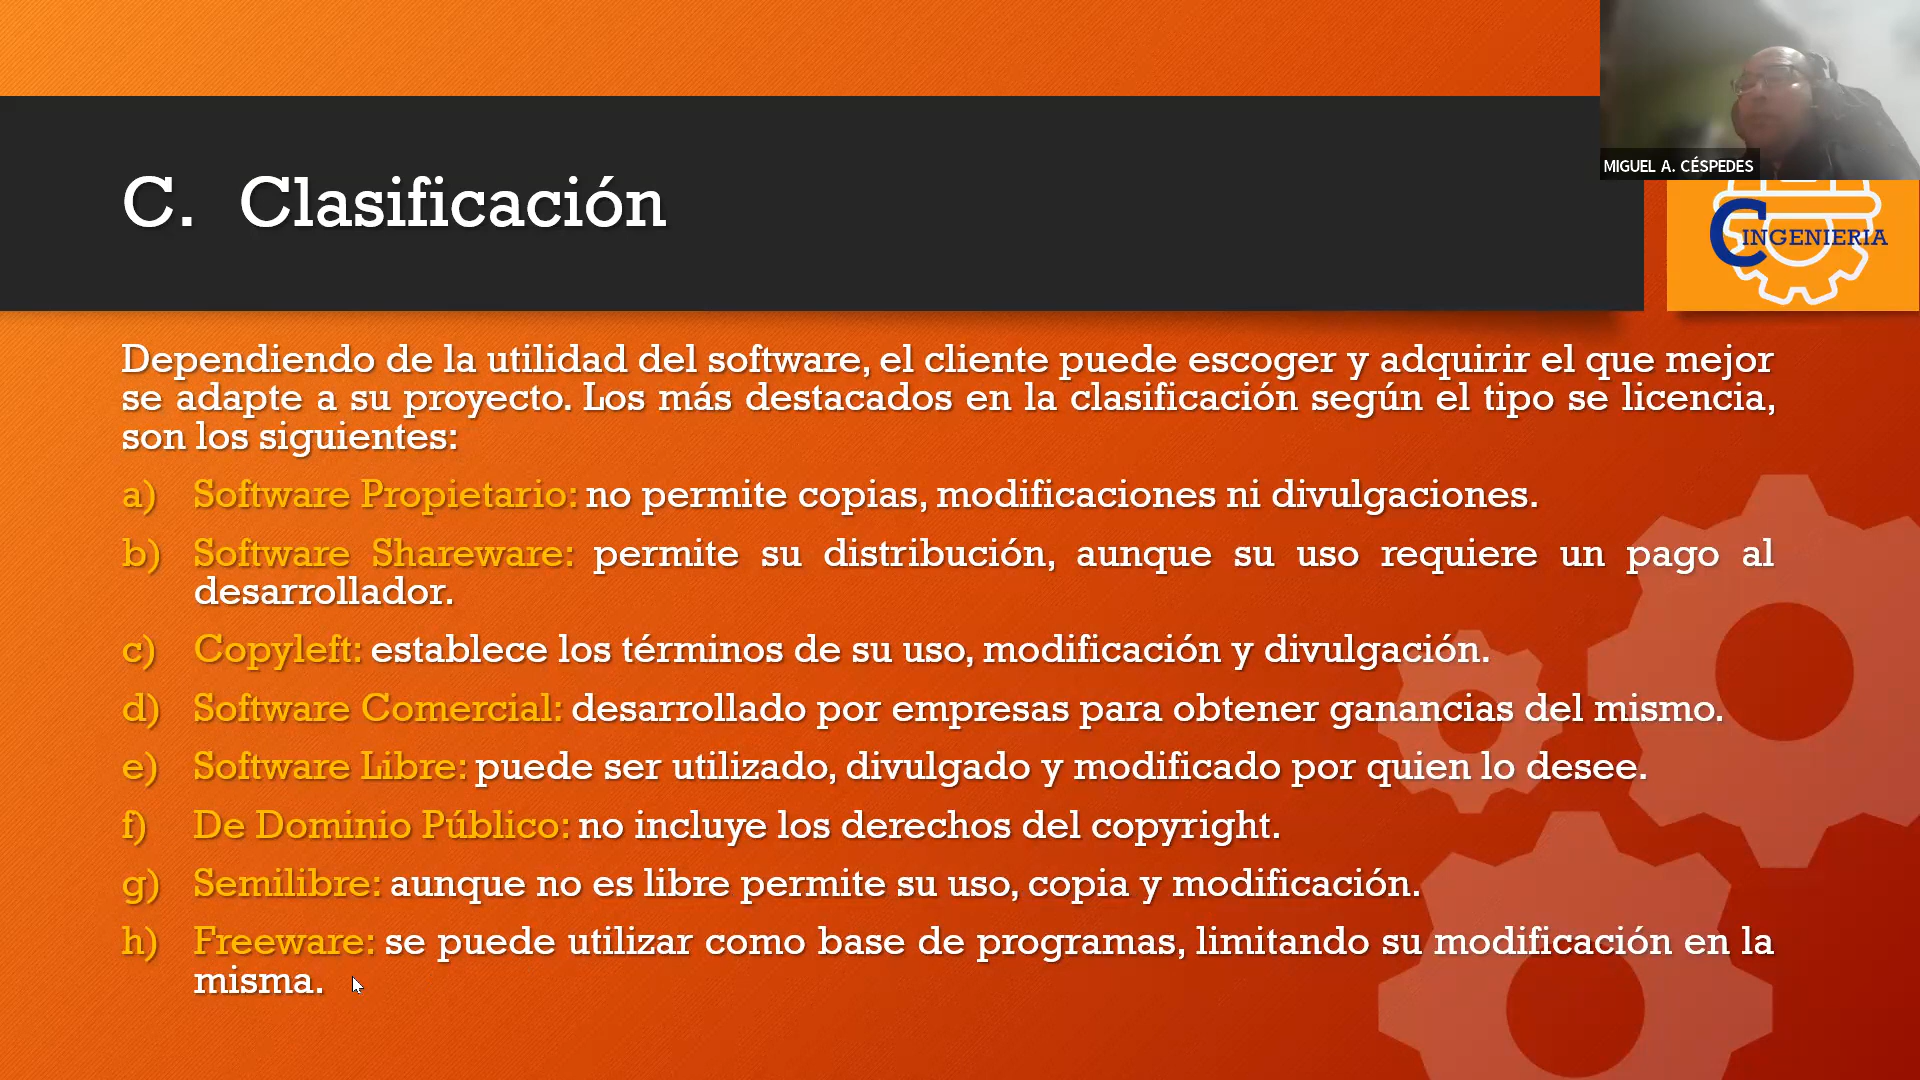 MIGUEL A. CÉSPEDES
C. Clasificación
C INGENIERIA
Dependiendo de la utilidad del software, el cliente puede escoger y adquirir el que mejor
se adapte a su proyecto. Los más destacados en la clasificación según el tipo se licencia,
son los siguientes:
a) Software Propietario: no permite copias, modificaciones ni divulgaciones.
b) Software Shareware: permite su distribución, aunque su uso requiere un pago al
desarrollador.
c) Copyleft: establece los términos de su uso, modificación y divulgación.
d) Software Comercial: desarrollado por empresas para obtener ganancias del mismo.
e) Software Libre: puede ser utilizado, divulgado y modificado por quien lo desee.
f) De Dominio Público: no incluye los derechos del copyright.
g) Semilibre: aunque no es libre permite su uso, copia y modificación.
h) Freeware: se puede utilizar como base de programas, limitando su modificación en la
misma.